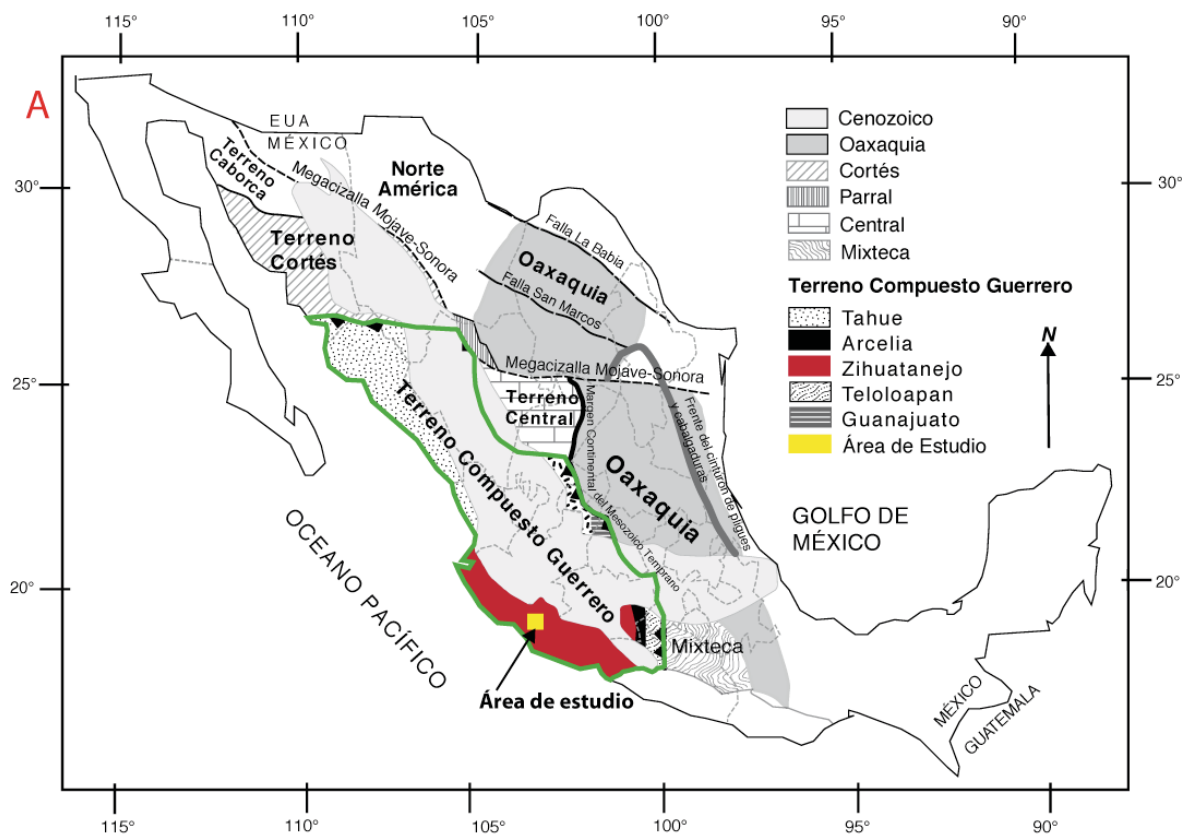 115°
110°
105°
100°
95°
90°
A
EUA
MÉXICO
Terreno
Caborca
Norte
América
Megacizalla Mojave-Sonora
30°
30°
Terreno
Cortés
Falla La Babia
Oaxaquia
Falla San Marcos
Cenozoico
Oaxaquia
Cortés
Parral
Central
Mixteca
Terreno Compuesto Guerrero
Tahue
Arcelia
Zihuatanejo
Teloloapan
Guanajuato
Área de Estudio
N
Megacizalla Mojave-Sonora
25°
25°
Terreno
Central
Margen Continental
del Mesozoico Temprano
Frente del cinturon de pligues
y cabalgaduras
Oaxaquia
Terreno Compuesto Guerrero
GOLFO DE
MÉXICO
OCEANO PACÍFICO
20°
20°
Mixteca
Área de estudio
MÉXICO
GUATEMALA
115°
110°
105°
100°
95°
90°